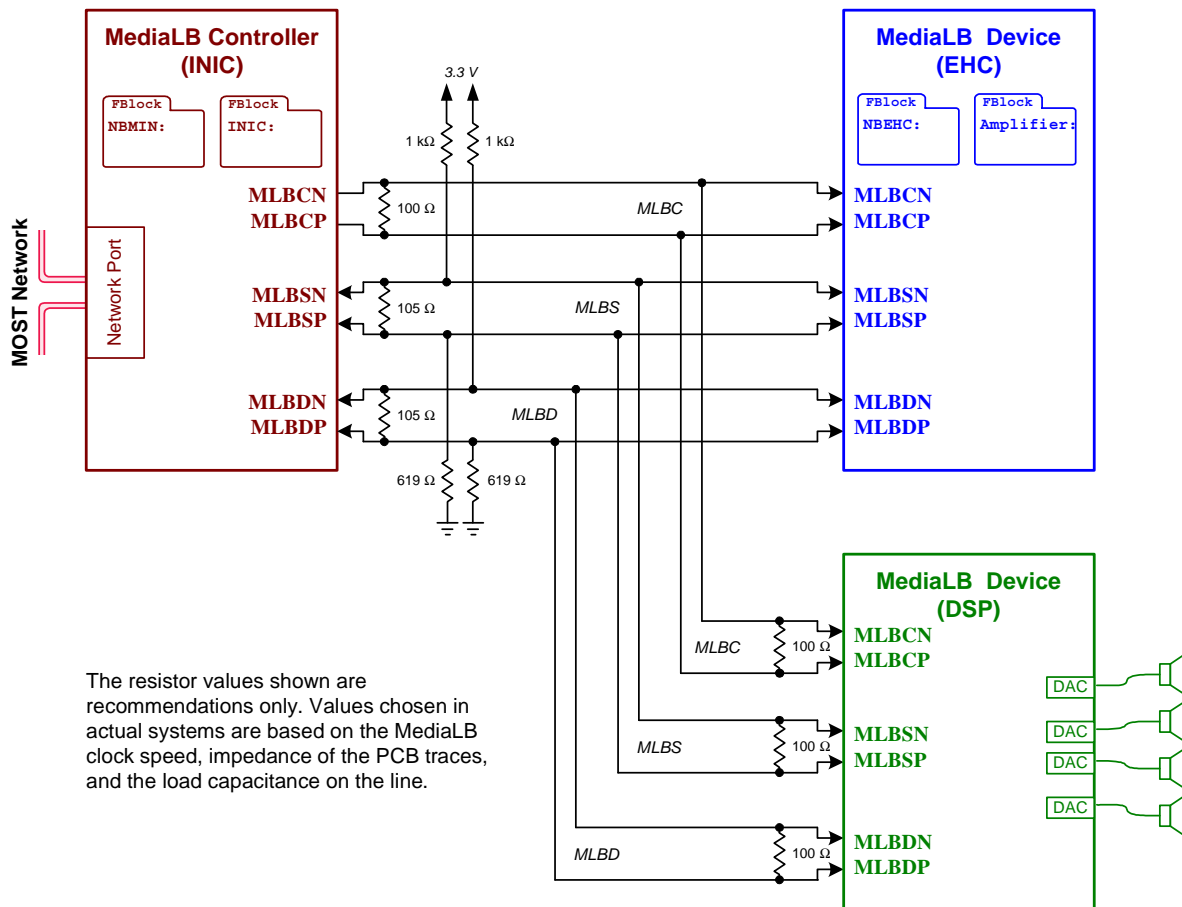 MediaLB Controller
(INIC)
FBlock
NBMIN:
FBlock
INIC:
MLBCN
MLBCP
MLBSN
MLBSP
MLBDN
MLBDP
Network Port
MOST Network
3.3 V
1 kΩ
1 kΩ
100 Ω
MLBC
105 Ω
MLBS
105 Ω
MLBD
619 Ω
619 Ω
MediaLB Device
(EHC)
FBlock
NBEHC:
FBlock
Amplifier:
MLBCN
MLBCP
MLBSN
MLBSP
MLBDN
MLBDP
MediaLB Device
(DSP)
MLBC
100 Ω
MLBCN
MLBCP
MLBS
100 Ω
MLBSN
MLBSP
MLBD
100 Ω
MLBDN
MLBDP
DAC
DAC
DAC
DAC
The resistor values shown are
recommendations only. Values chosen in
actual systems are based on the MediaLB
clock speed, impedance of the PCB traces,
and the load capacitance on the line.